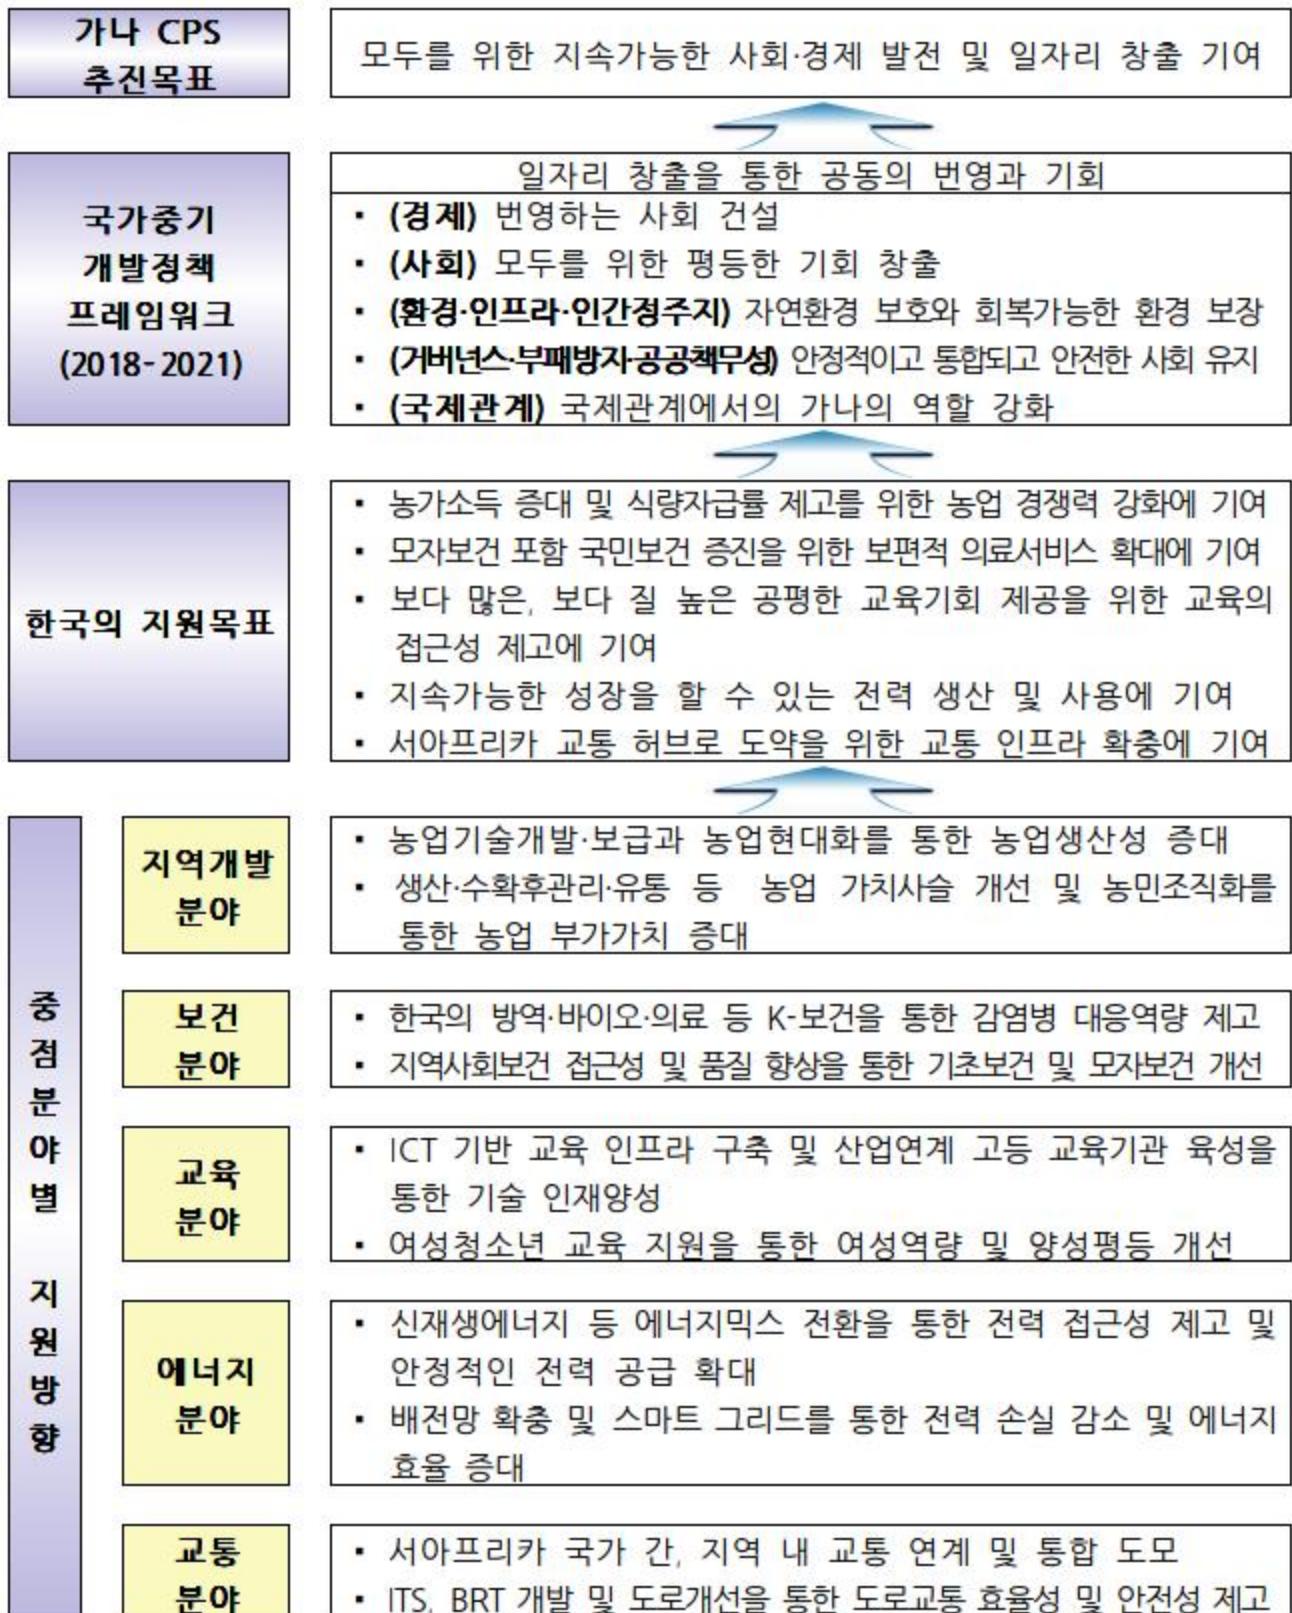 가나 CPS
추진목표
모두를 위한 지속가능한 사회·경제 발전 및 일자리 창출 기여
국가중기
개발정책
프레임워크
(2018-2021)
일자리 창출을 통한 공동의 번영과 기회
▪ (경제) 번영하는 사회 건설
▪ (사회) 모두를 위한 평등한 기회 창출
▪ (환경·인프라·인간정주지) 자연환경 보호와 회복가능한 환경 보장
▪ (거버넌스·부패방지·공공책무성) 안정적이고 통합되고 안전한 사회 유지
▪ (국제관계) 국제관계에서의 가나의 역할 강화
한국의 지원목표
▪ 농가소득 증대 및 식량자급률 제고를 위한 농업 경쟁력 강화에 기여
▪ 모자보건 포함 국민보건 증진을 위한 보편적 의료서비스 확대에 기여
▪ 보다 많은, 보다 질 높은 공평한 교육기회 제공을 위한 교육의
접근성 제고에 기여
▪ 지속가능한 성장을 할 수 있는 전력 생산 및 사용에 기여
▪ 서아프리카 교통 허브로 도약을 위한 교통 인프라 확충에 기여
중점분야별 지원방향
지역개발
분야
▪ 농업기술개발·보급과 농업현대화를 통한 농업생산성 증대
▪ 생산·수확후관리·유통 등 농업 가치사슬 개선 및 농민조직화를
통한 농업 부가가치 증대
보건
분야
▪ 한국의 방역·바이오·의료 등 K-보건을 통한 감염병 대응역량 제고
▪ 지역사회보건 접근성 및 품질 향상을 통한 기초보건 및 모자보건 개선
교육
분야
▪ ICT 기반 교육 인프라 구축 및 산업연계 고등 교육기관 육성을
통한 기술 인재양성
▪ 여성청소년 교육 지원을 통한 여성역량 및 양성평등 개선
에너지
분야
▪ 신재생에너지 등 에너지믹스 전환을 통한 전력 접근성 제고 및
안정적인 전력 공급 확대
▪ 배전망 확충 및 스마트 그리드를 통한 전력 손실 감소 및 에너지
효율 증대
교통
분야
▪ 서아프리카 국가 간, 지역 내 교통 연계 및 통합 도모
▪ ITS, BRT 개발 및 도로개선을 통한 도로교통 효율성 및 안전성 제고